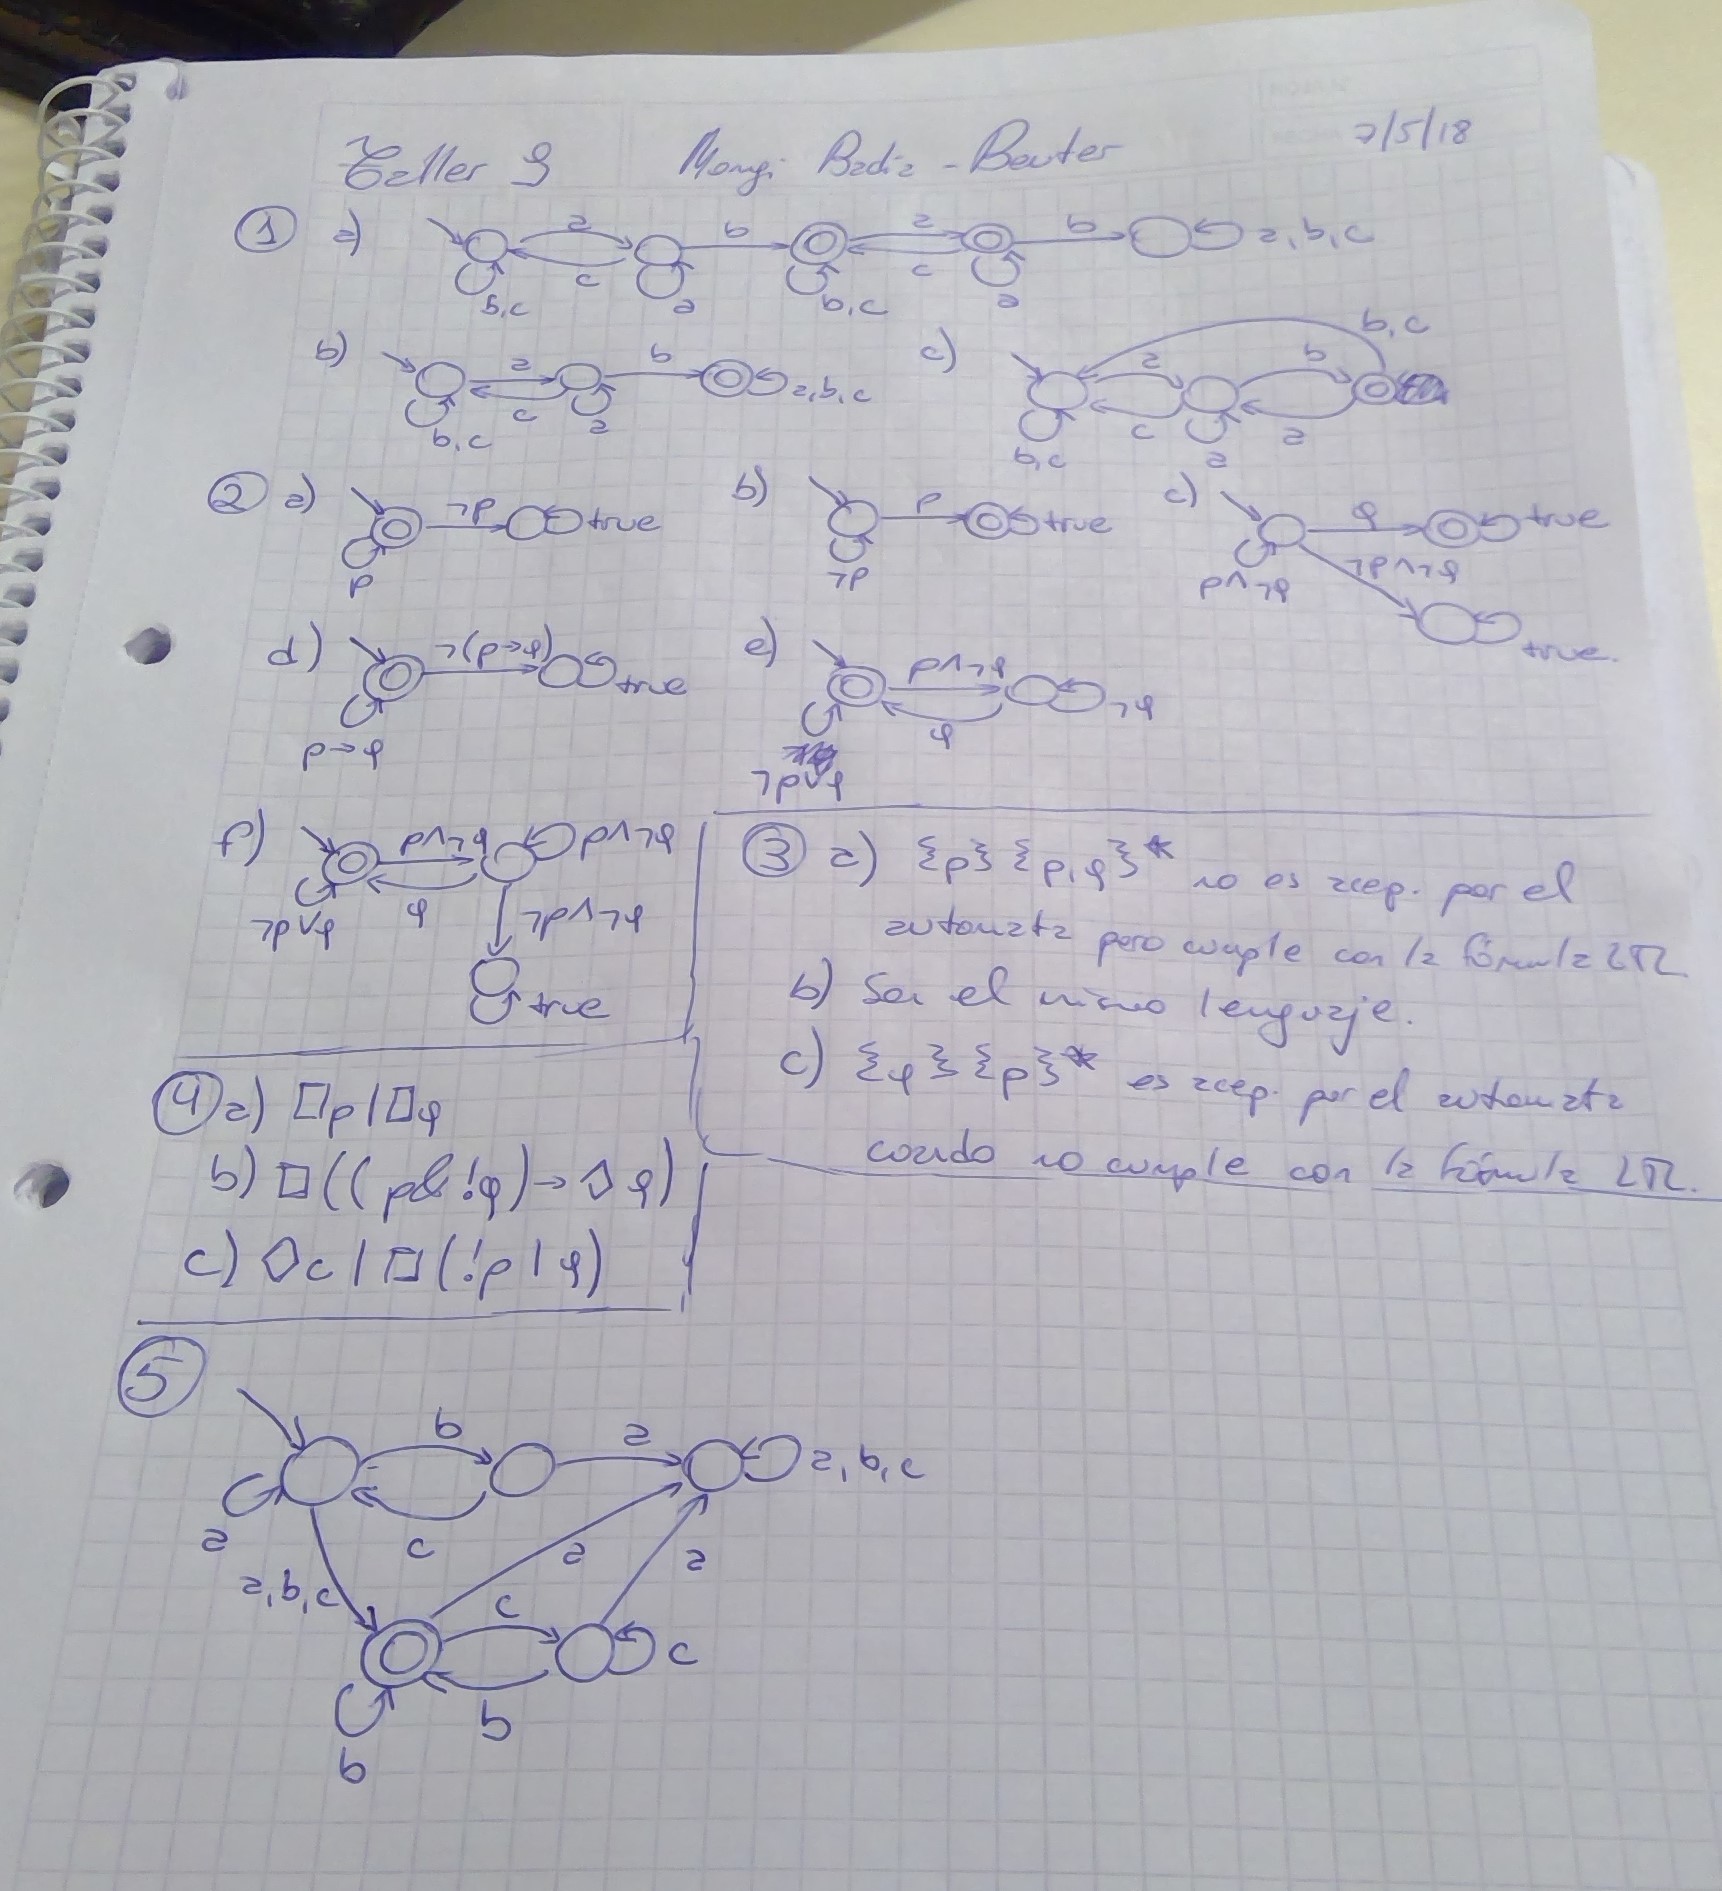 Taller 9 Mongi Badia - Beuter 7/5/18
① a) a b a b a, b, c
c c
b,c a b,c a
b) a b a, b, c
c
b,c a
c) b,c
a b
c a
b,c a
② a) ¬p true
p
b) p true
¬p
c) q true
p∧¬q ¬p∧¬q
true.
d) ¬(p→q) true
p→q
e) p∧¬q ¬q
q
¬p∨q
f) p∧¬q p∧¬q
¬p∨q q ¬p∧¬q
true
③ a) {p}{p,q}* no es acep. por el
automata pero cumple con la fórmula LTL
b) Son el mismo lenguaje.
c) {q}{p}* es acep. por el automata
cuando no cumple con la fórmula LTL.
④ a) □p | □q
b) □((p & !q) → ◇q)
c) ◇c | □(!p | q)
⑤
b a a, b, c
a c a a
a, b, c c c
b b